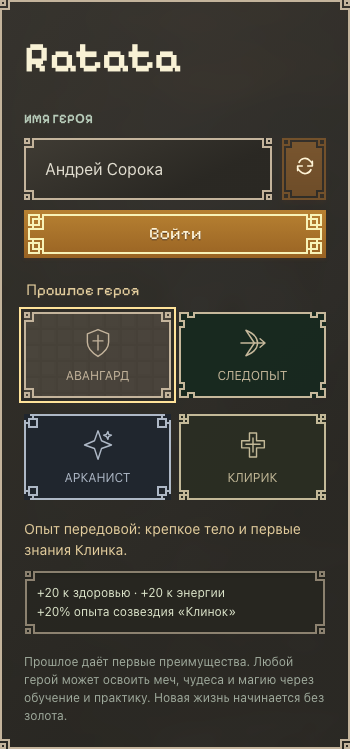 Ratata
ИМЯ ГЕРОЯ
Андрей Сорока
Войти
Прошлое героя
АВАНГАРД
СЛЕДОПЫТ
АРКАНИСТ
КЛИРИК
Опыт передовой: крепкое тело и первые
знания Клинка.
+20 к здоровью · +20 к энергии
+20% опыта созвездия «Клинок»
Прошлое даёт первые преимущества. Любой
герой может освоить меч, чудеса и магию через
обучение и практику. Новая жизнь начинается без
золота.